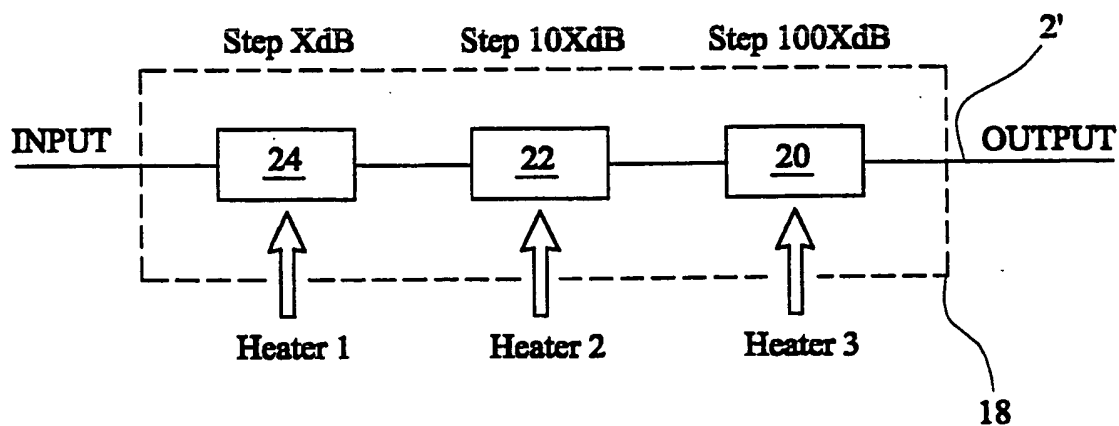 Step XdB
Step 10XdB
Step 100XdB
2'
INPUT
24
22
20
OUTPUT
Heater 1
Heater 2
Heater 3
18